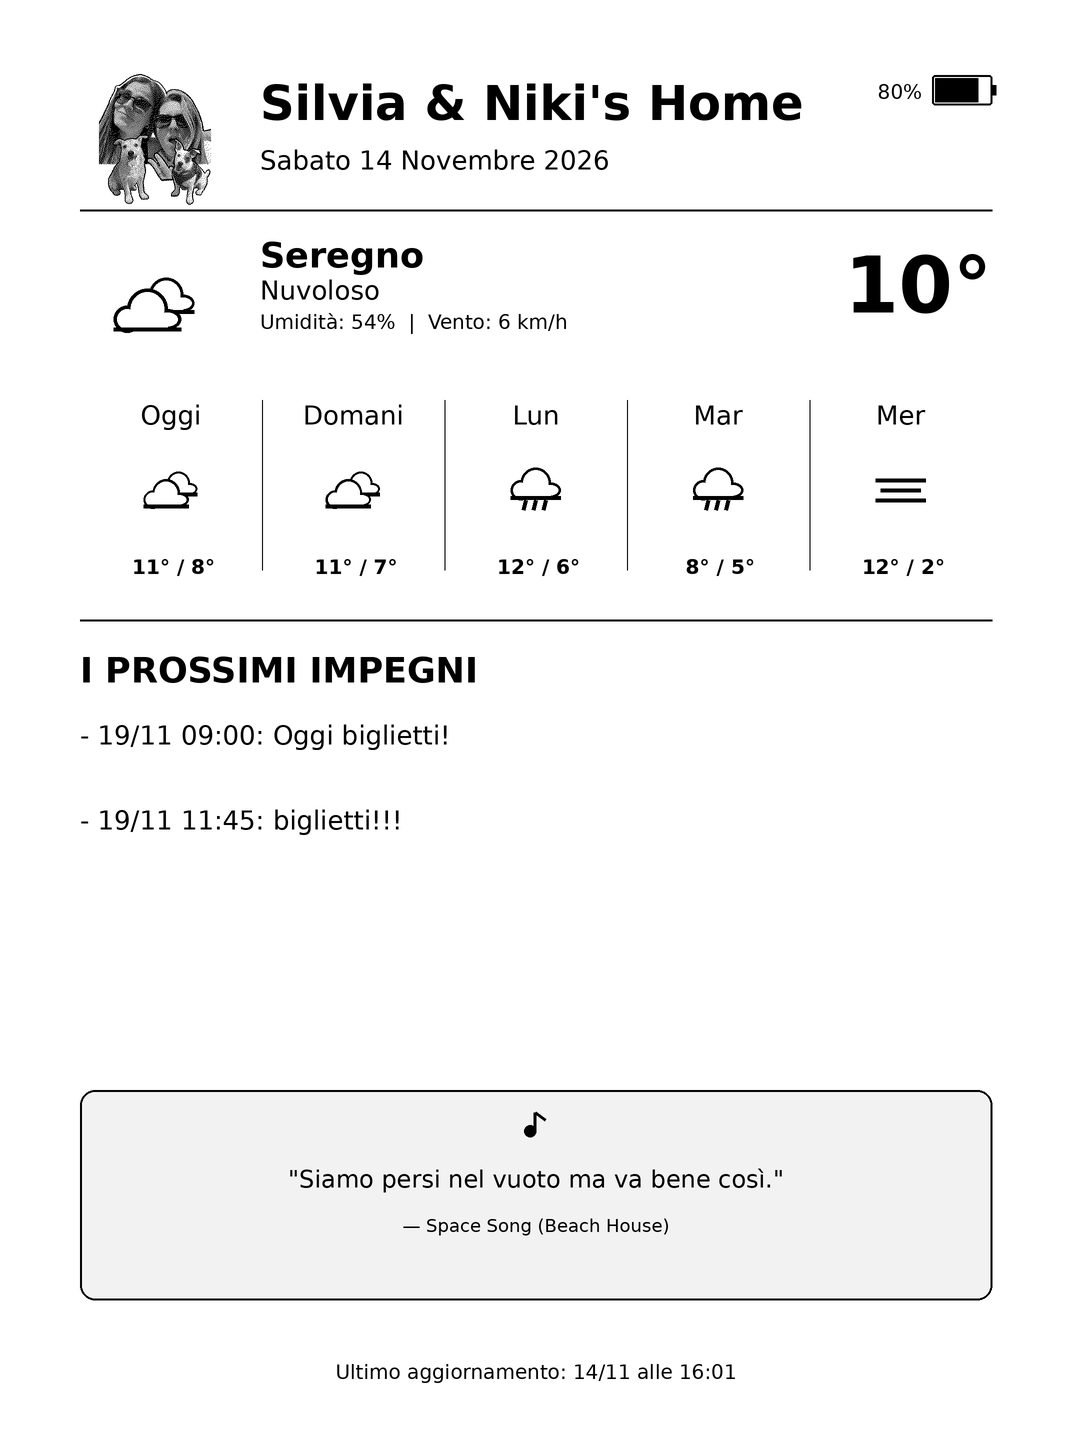 Silvia & Niki's Home
80%
Sabato 14 Novembre 2026
Seregno
Nuvoloso
Umidità: 54% | Vento: 6 km/h
10°
Oggi Domani Lun Mar Mer
11° / 8° 11° / 7° 12° / 6° 8° / 5° 12° / 2°
I PROSSIMI IMPEGNI
- 19/11 09:00: Oggi biglietti!
- 19/11 11:45: biglietti!!!
"Siamo persi nel vuoto ma va bene così."
— Space Song (Beach House)
Ultimo aggiornamento: 14/11 alle 16:01